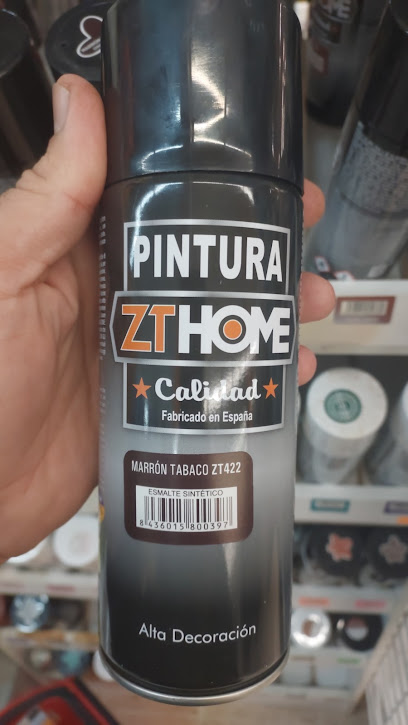 PINTURA
ZTHOME
Calidad
Fabricado en España
MARRÓN TABACO ZT422
ESMALTE SINTÉTICO
8 436015 800397
Alta Decoración